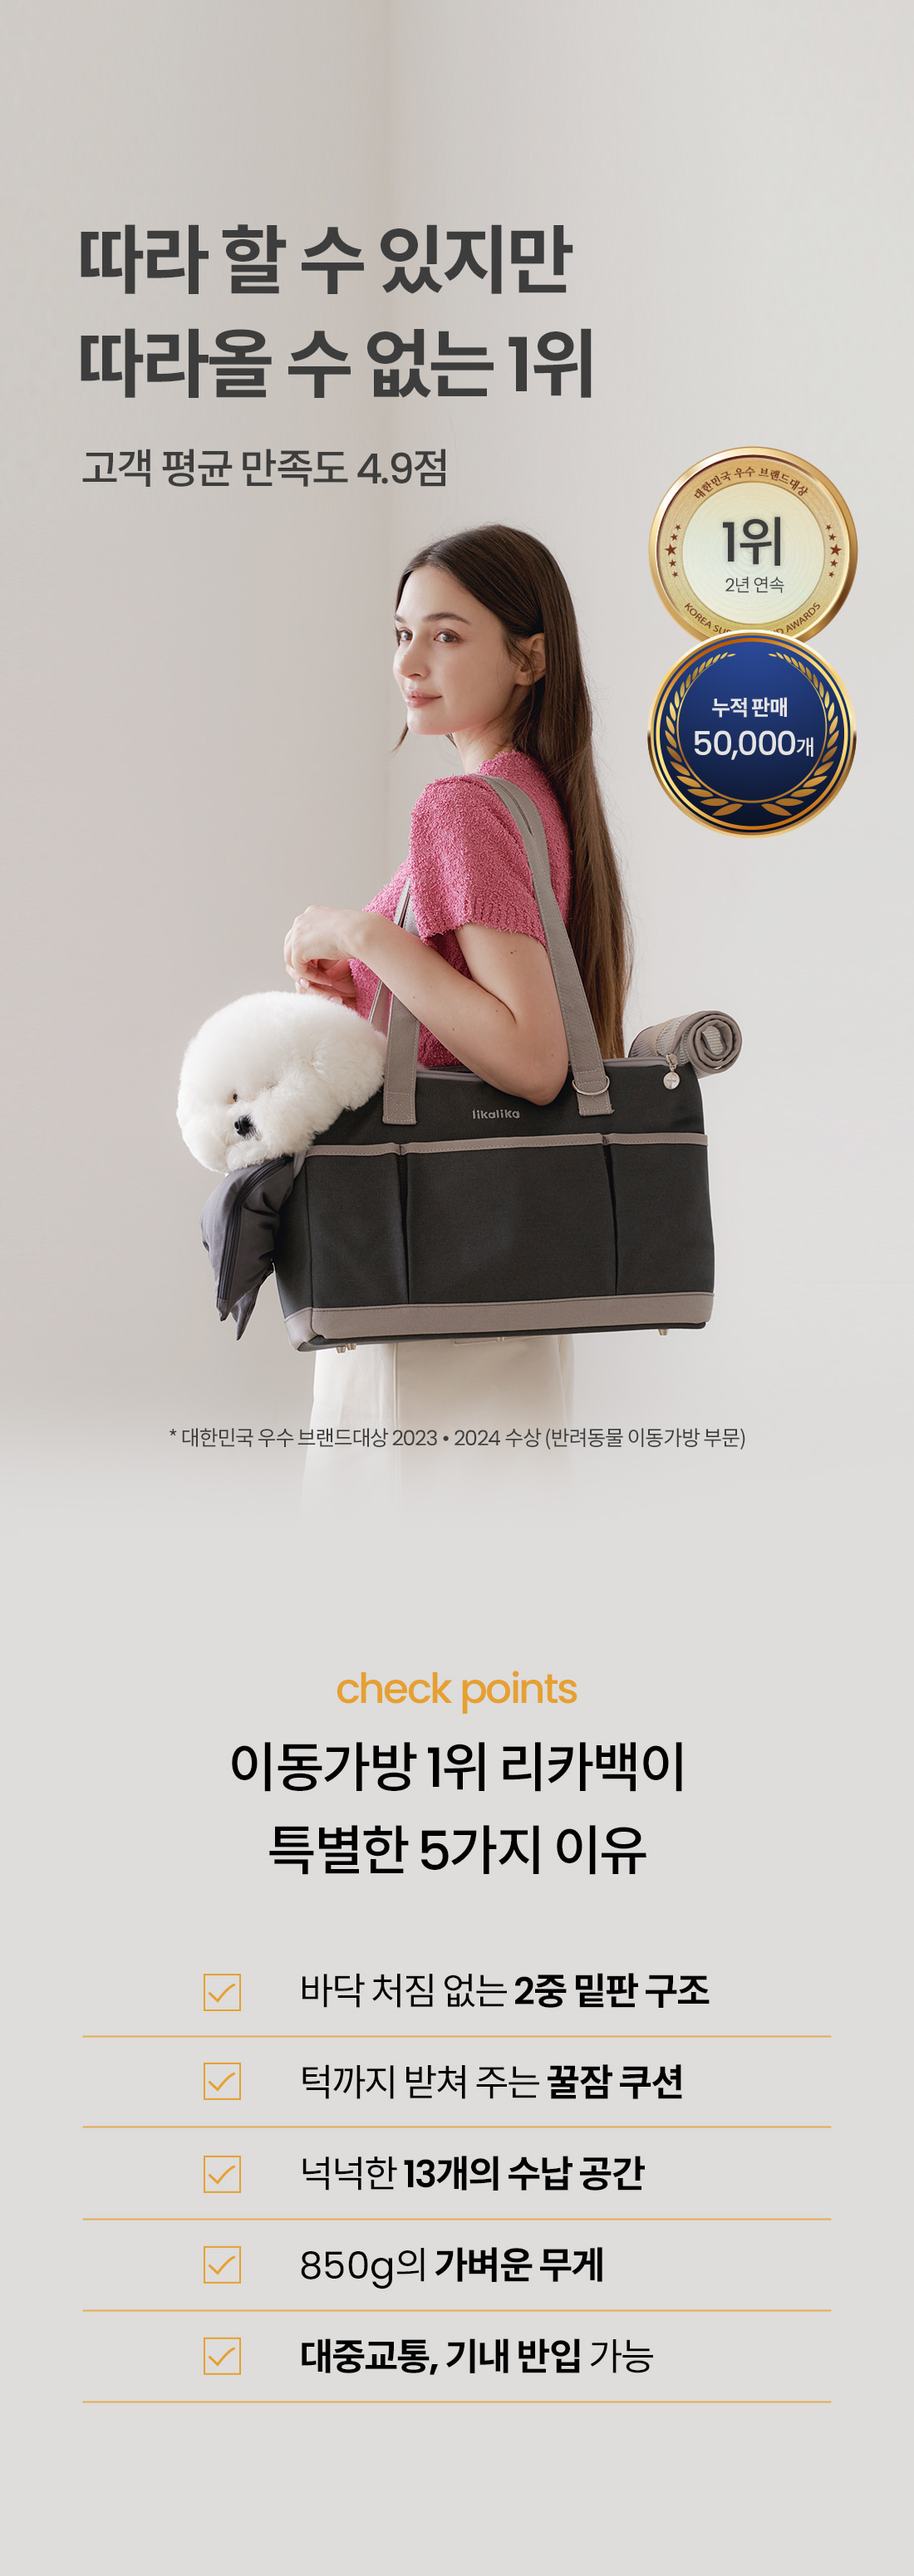 따라 할 수 있지만
따라올 수 없는 1위
고객 평균 만족도 4.9점
대한민국 우수 브랜드대상
1위
2년 연속
KOREA AWARDS
누적 판매
50,000개
likalika
* 대한민국 우수 브랜드대상 2023 • 2024 수상 (반려동물 이동가방 부문)
check points
이동가방 1위 리카백이
특별한 5가지 이유
바닥 처짐 없는 2중 밑판 구조
턱까지 받쳐 주는 꿀잠 쿠션
넉넉한 13개의 수납 공간
850g의 가벼운 무게
대중교통, 기내 반입 가능